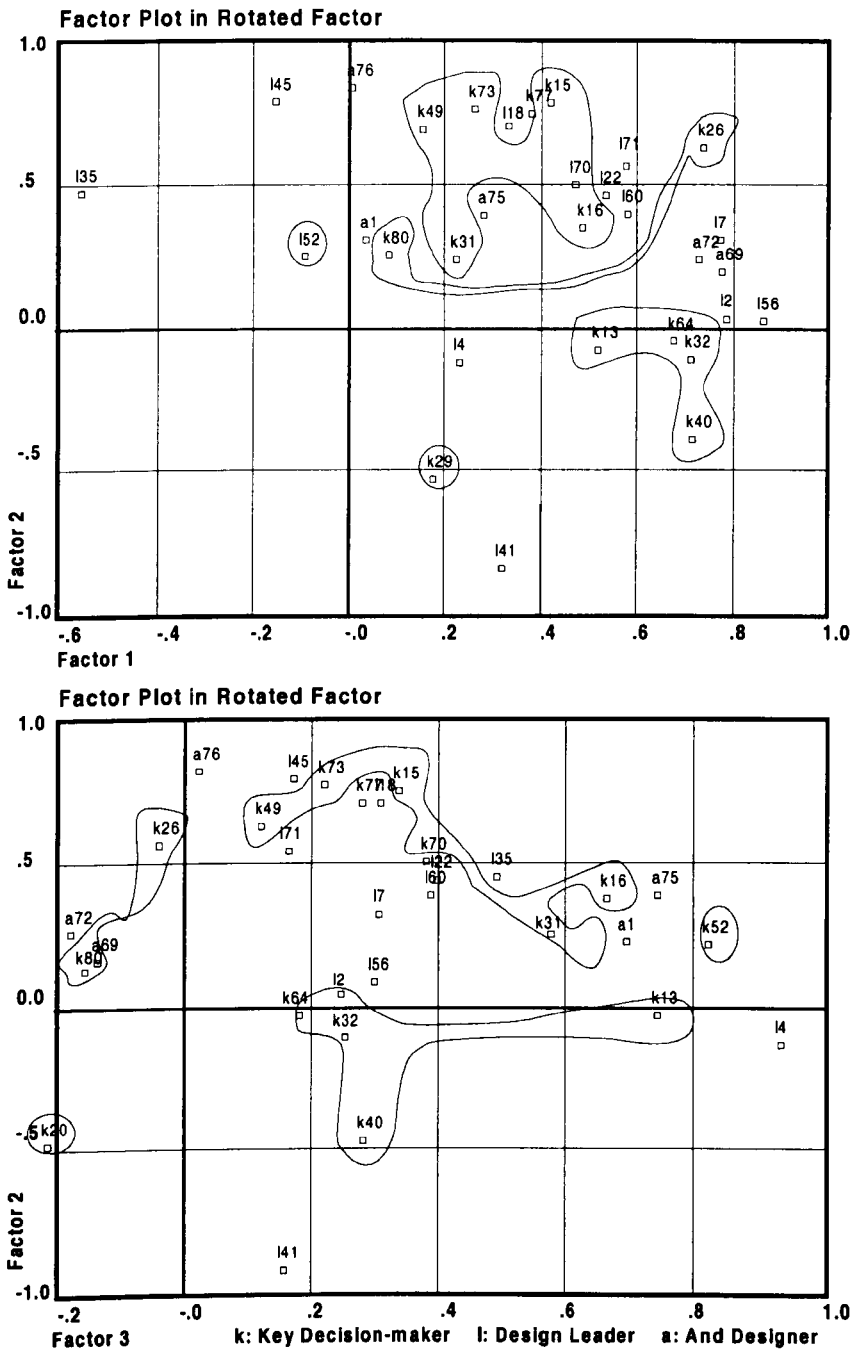 Factor Plot in Rotated Factor
1.0
a76
l45
k73
k15
k77
k49
l18
k26
l71
l35
l70
.5
l22
a75
l60
k16
l7
a1
l52
k80
k31
a72
a69
0.0
l2
l56
k64
k13
k32
l4
k40
-.5
k29
Factor 2
l41
-1.0
-.6 -.4 -.2 -.0 .2 .4 .6 .8 1.0
Factor 1
Factor Plot in Rotated Factor
1.0
a76
l45
k73
k15
k77
l18
k49
k26
l71
k70
.5
l22
l35
l60
k16
a75
l7
a72
k31
a1
k52
a69
k80
l56
0.0
l2
k64
k13
k32
l4
-.5
k20
k40
Factor 2
l41
-1.0
-.2 -.0 .2 .4 .6 .8 1.0
Factor 3 k: Key Decision-maker l: Design Leader a: And Designer